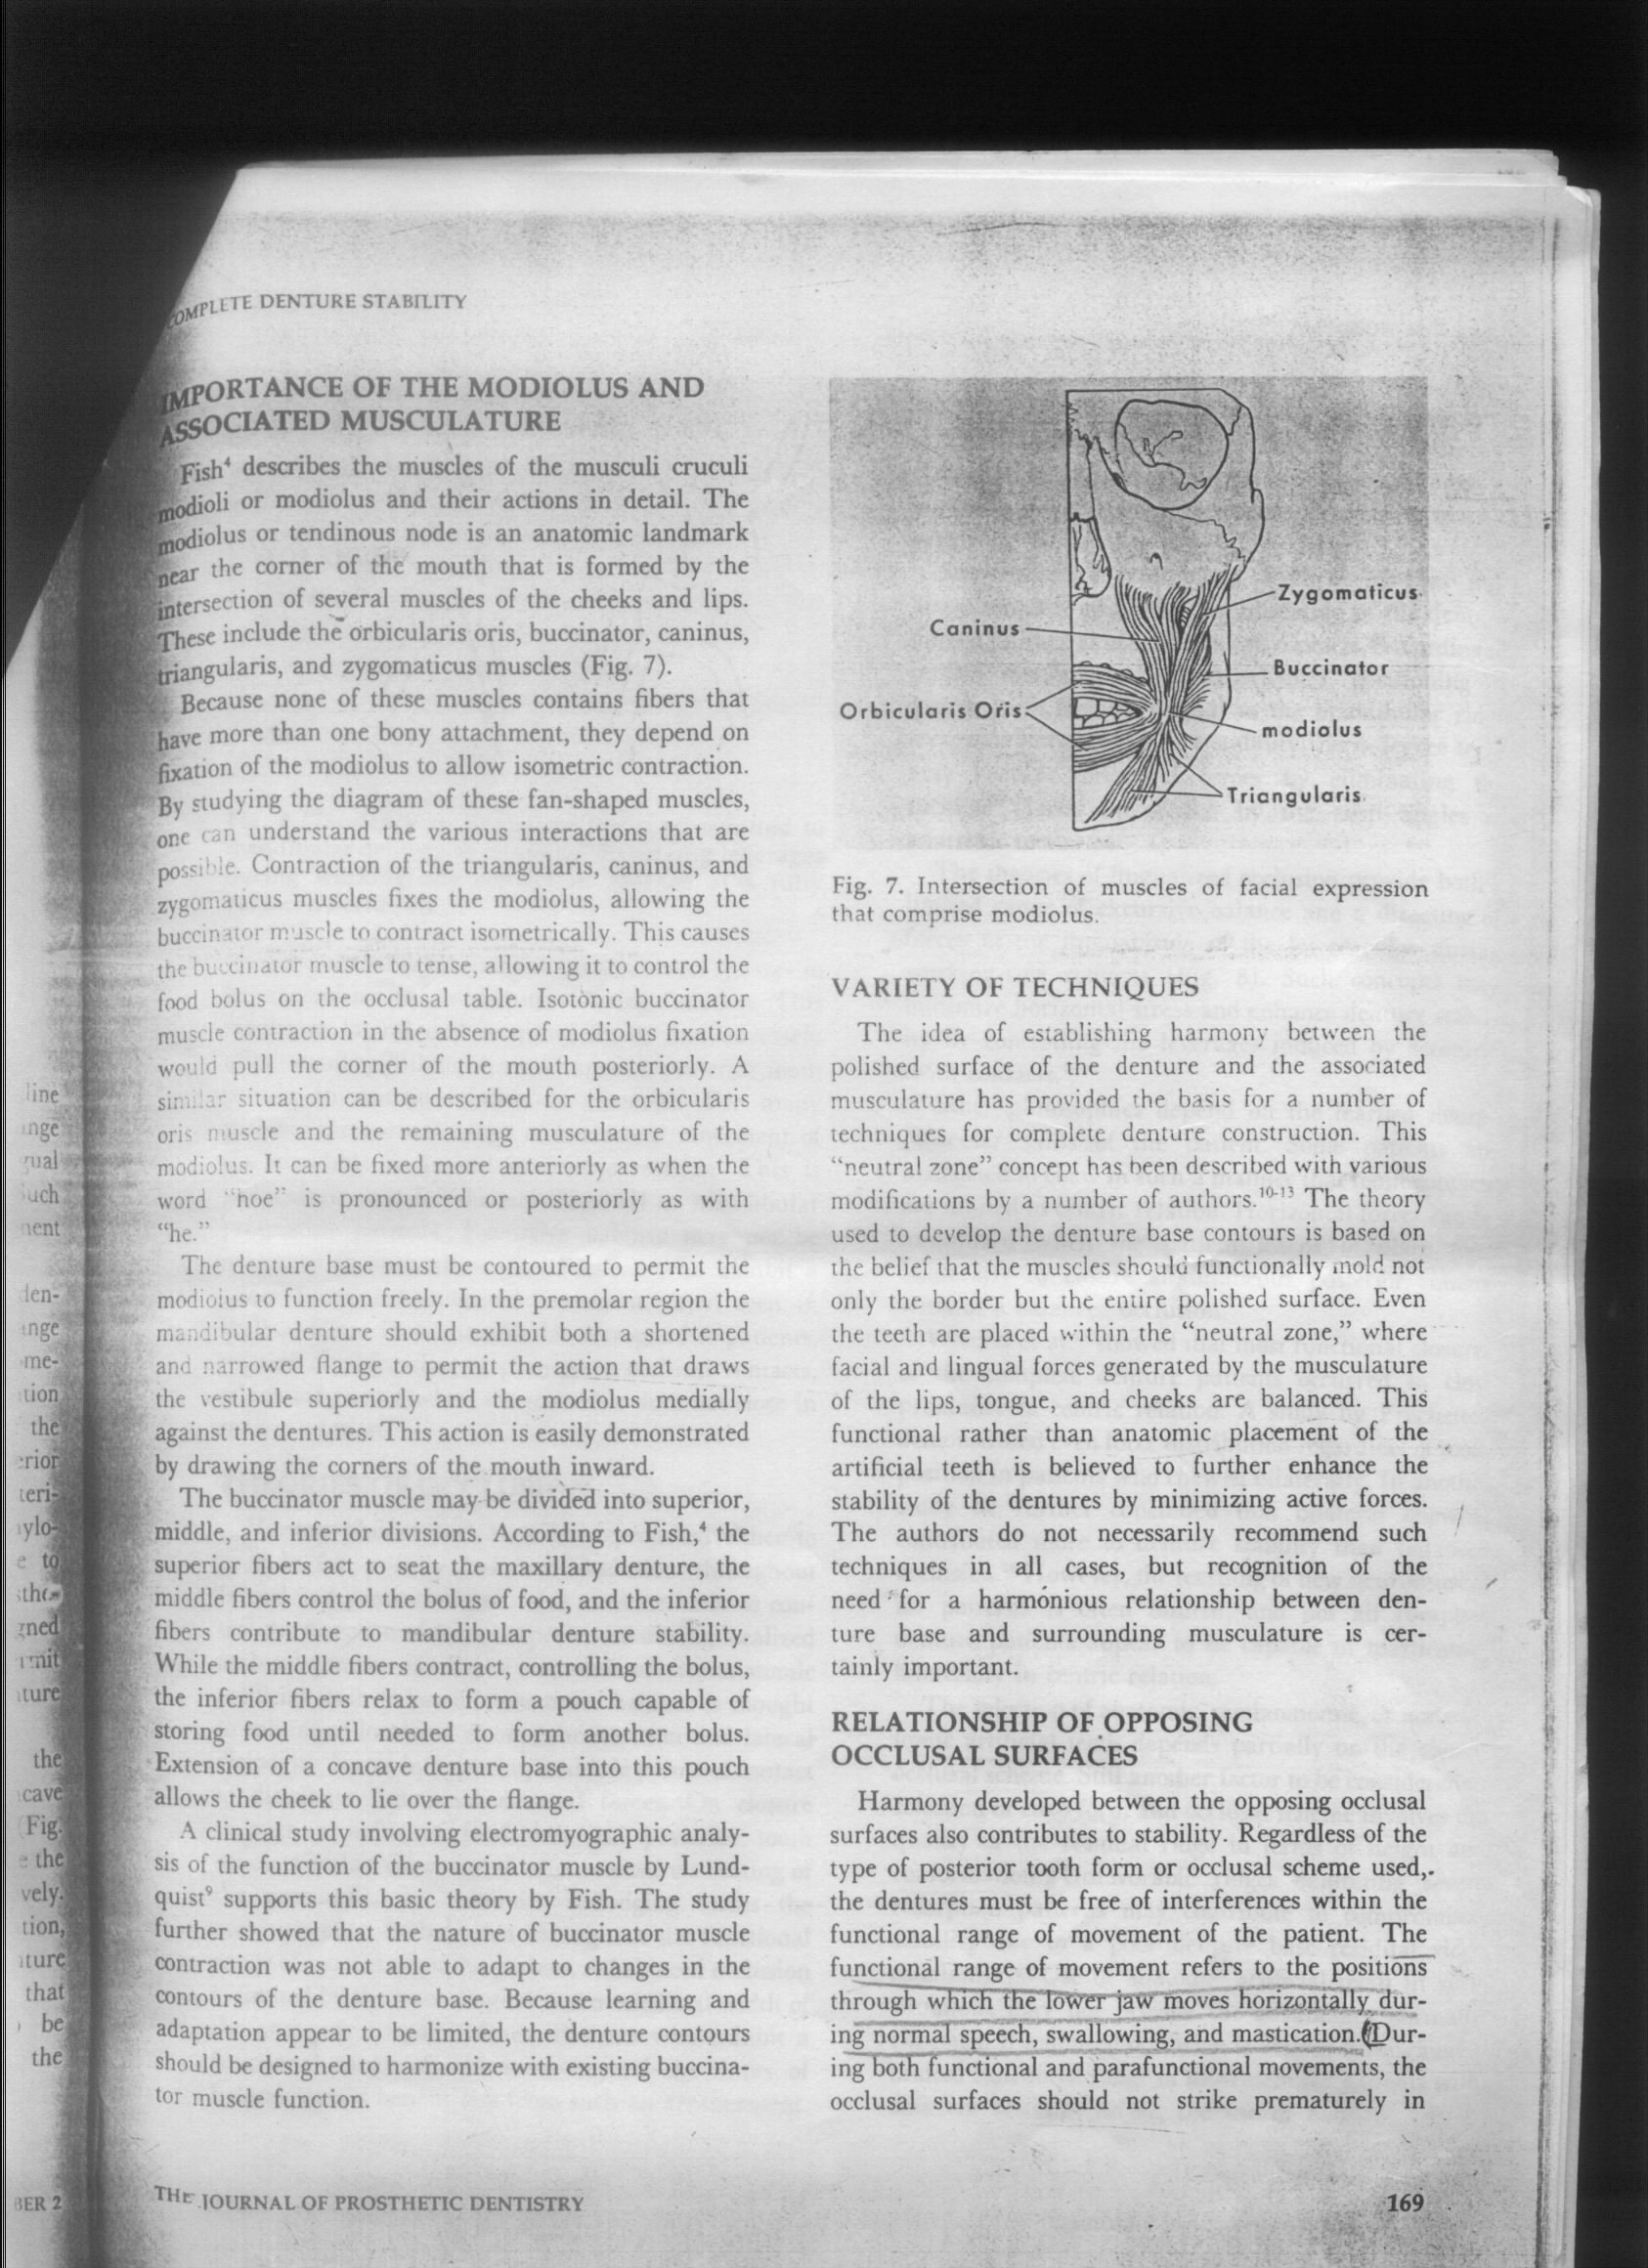 COMPLETE DENTURE STABILITY
IMPORTANCE OF THE MODIOLUS AND
ASSOCIATED MUSCULATURE
Fish⁴ describes the muscles of the musculi cruculi
modioli or modiolus and their actions in detail. The
modiolus or tendinous node is an anatomic landmark
near the corner of the mouth that is formed by the
intersection of several muscles of the cheeks and lips.
These include the orbicularis oris, buccinator, caninus,
triangularis, and zygomaticus muscles (Fig. 7).
Because none of these muscles contains fibers that
have more than one bony attachment, they depend on
fixation of the modiolus to allow isometric contraction.
By studying the diagram of these fan-shaped muscles,
one can understand the various interactions that are
possible. Contraction of the triangularis, caninus, and
zygomaticus muscles fixes the modiolus, allowing the
buccinator muscle to contract isometrically. This causes
the buccinator muscle to tense, allowing it to control the
food bolus on the occlusal table. Isotonic buccinator
muscle contraction in the absence of modiolus fixation
would pull the corner of the mouth posteriorly. A
similar situation can be described for the orbicularis
oris muscle and the remaining musculature of the
modiolus. It can be fixed more anteriorly as when the
word "hoe" is pronounced or posteriorly as with
"he."
The denture base must be contoured to permit the
modiolus to function freely. In the premolar region the
mandibular denture should exhibit both a shortened
and narrowed flange to permit the action that draws
the vestibule superiorly and the modiolus medially
against the dentures. This action is easily demonstrated
by drawing the corners of the mouth inward.
The buccinator muscle may be divided into superior,
middle, and inferior divisions. According to Fish,⁴ the
superior fibers act to seat the maxillary denture, the
middle fibers control the bolus of food, and the inferior
fibers contribute to mandibular denture stability.
While the middle fibers contract, controlling the bolus,
the inferior fibers relax to form a pouch capable of
storing food until needed to form another bolus.
Extension of a concave denture base into this pouch
allows the cheek to lie over the flange.
A clinical study involving electromyographic analy-
sis of the function of the buccinator muscle by Lund-
quist⁹ supports this basic theory by Fish. The study
further showed that the nature of buccinator muscle
contraction was not able to adapt to changes in the
contours of the denture base. Because learning and
adaptation appear to be limited, the denture contours
should be designed to harmonize with existing buccina-
tor muscle function.
Zygomaticus
Caninus
Buccinator
Orbicularis Oris
modiolus
Triangularis
Fig. 7. Intersection of muscles of facial expression
that comprise modiolus.
VARIETY OF TECHNIQUES
The idea of establishing harmony between the
polished surface of the denture and the associated
musculature has provided the basis for a number of
techniques for complete denture construction. This
"neutral zone" concept has been described with various
modifications by a number of authors.¹⁰⁻¹³ The theory
used to develop the denture base contours is based on
the belief that the muscles should functionally mold not
only the border but the entire polished surface. Even
the teeth are placed within the "neutral zone," where
facial and lingual forces generated by the musculature
of the lips, tongue, and cheeks are balanced. This
functional rather than anatomic placement of the
artificial teeth is believed to further enhance the
stability of the dentures by minimizing active forces.
The authors do not necessarily recommend such
techniques in all cases, but recognition of the
need for a harmonious relationship between den-
ture base and surrounding musculature is cer-
tainly important.
RELATIONSHIP OF OPPOSING
OCCLUSAL SURFACES
Harmony developed between the opposing occlusal
surfaces also contributes to stability. Regardless of the
type of posterior tooth form or occlusal scheme used,
the dentures must be free of interferences within the
functional range of movement of the patient. The
functional range of movement refers to the positions
through which the lower jaw moves horizontally dur-
ing normal speech, swallowing, and mastication. Dur-
ing both functional and parafunctional movements, the
occlusal surfaces should not strike prematurely in
THE JOURNAL OF PROSTHETIC DENTISTRY
169